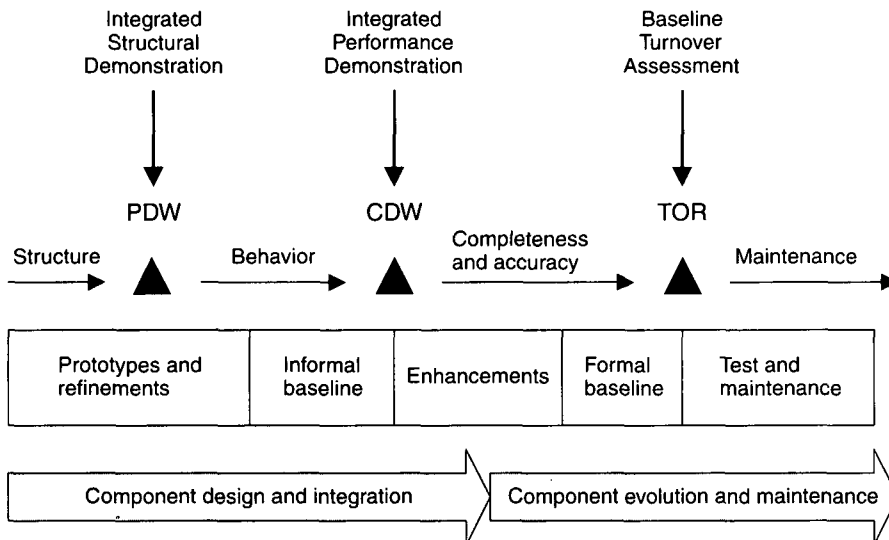 Integrated
Structural
Demonstration
Integrated
Performance
Demonstration
Baseline
Turnover
Assessment
PDW
CDW
TOR
Structure
Behavior
Completeness
and accuracy
Maintenance
Prototypes and
refinements
Informal
baseline
Enhancements
Formal
baseline
Test and
maintenance
Component design and integration
Component evolution and maintenance